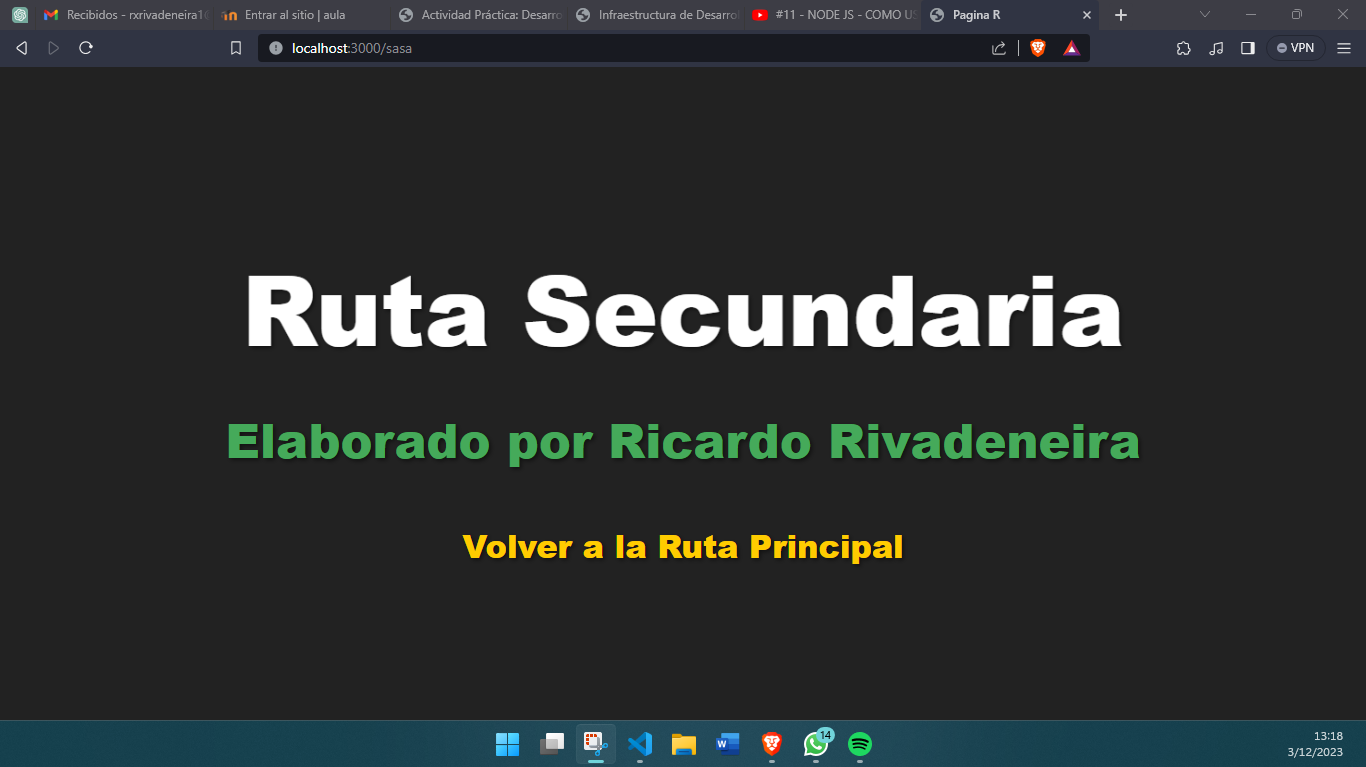 Recibidos - rxrivadeneira1
Entrar al sitio | aula
Actividad Práctica: Desarro
Infraestructura de Desarrol
#11 - NODE JS - COMO US
Pagina R
localhost:3000/sasa
VPN
Ruta Secundaria
Elaborado por Ricardo Rivadeneira
Volver a la Ruta Principal
W
14
13:18
3/12/2023